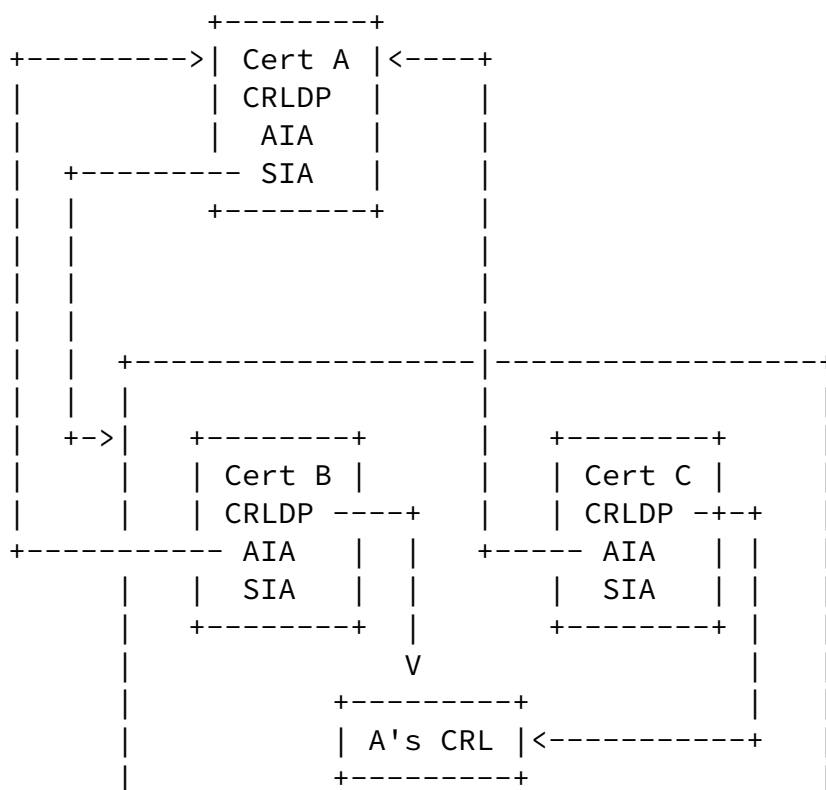 Cert A
CRLDP
AIA
SIA
Cert B Cert C
CRLDP CRLDP
AIA AIA
SIA SIA
V
A's CRL